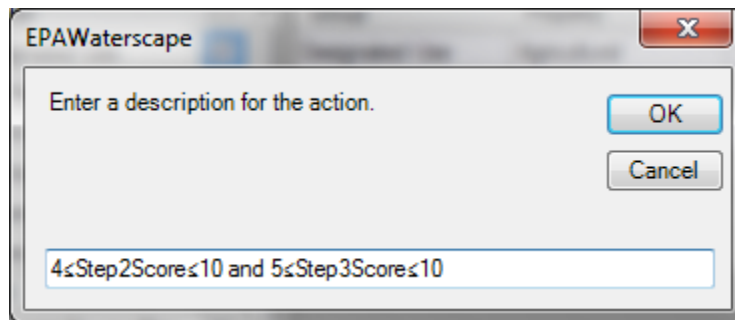 EPAWaterscape
Enter a description for the action.
OK
Cancel
4≤Step2Score≤10 and 5≤Step3Score≤10